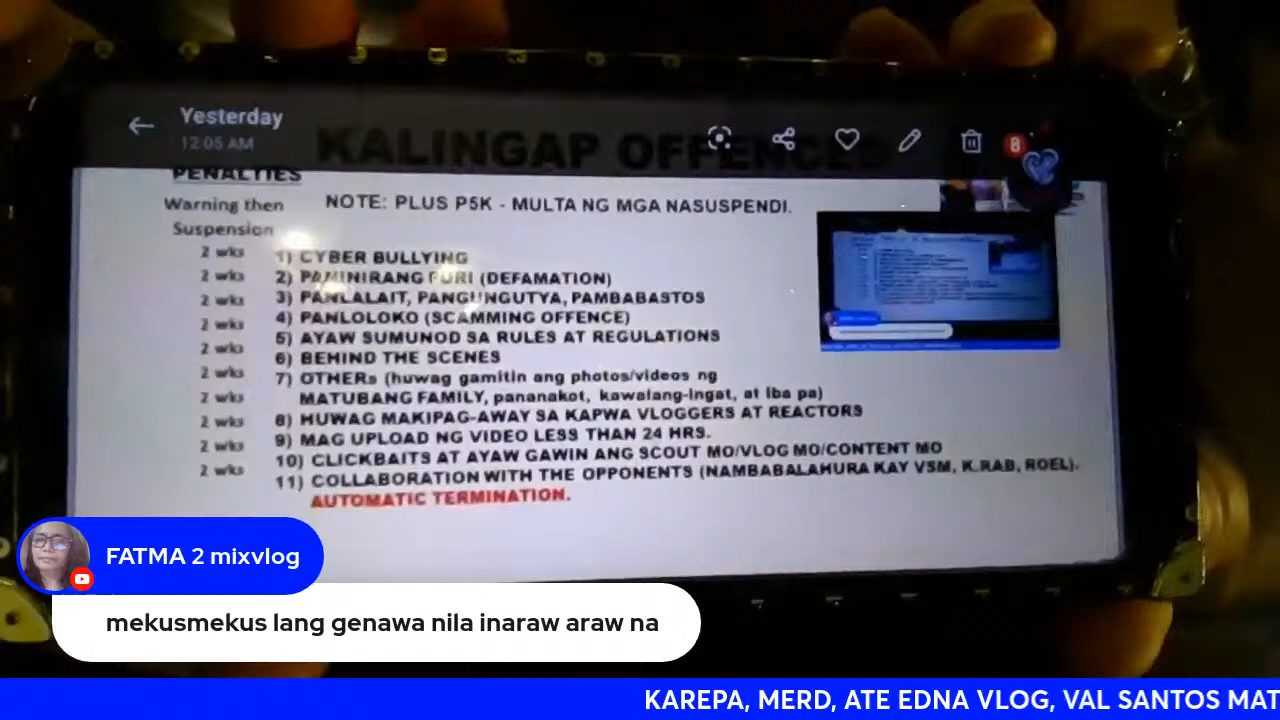 Yesterday
12:05 AM
KALINGAP OFFENCES
PENALTIES
Warning then
Suspension
NOTE: PLUS P5K - MULTA NG MGA NASUSPENDI.
2 wks 1) CYBER BULLYING
2 wks 2) PANINIRANG PURI (DEFAMATION)
2 wks 3) PANLALAIT, PANGUNGUTYA, PAMBABASTOS
2 wks 4) PANLOLOKO (SCAMMING OFFENCE)
2 wks 5) AYAW SUMUNOD SA RULES AT REGULATIONS
2 wks 6) BEHIND THE SCENES
2 wks 7) OTHERs (huwag gamitin ang photos/videos ng
MATUBANG FAMILY, pananakot, kawalang-ingat, at iba pa)
2 wks 8) HUWAG MAKIPAG-AWAY SA KAPWA VLOGGERS AT REACTORS
2 wks 9) MAG UPLOAD NG VIDEO LESS THAN 24 HRS.
2 wks 10) CLICKBAITS AT AYAW GAWIN ANG SCOUT MO/VLOG MO/CONTENT MO
11) COLLABORATION WITH THE OPPONENTS (NAMBABALAHURA KAY VSM, K.RAB, ROEL).
AUTOMATIC TERMINATION.
FATMA 2 mixvlog
mekusmekus lang genawa nila inaraw araw na
KAREPA, MERD, ATE EDNA VLOG, VAL SANTOS MAT